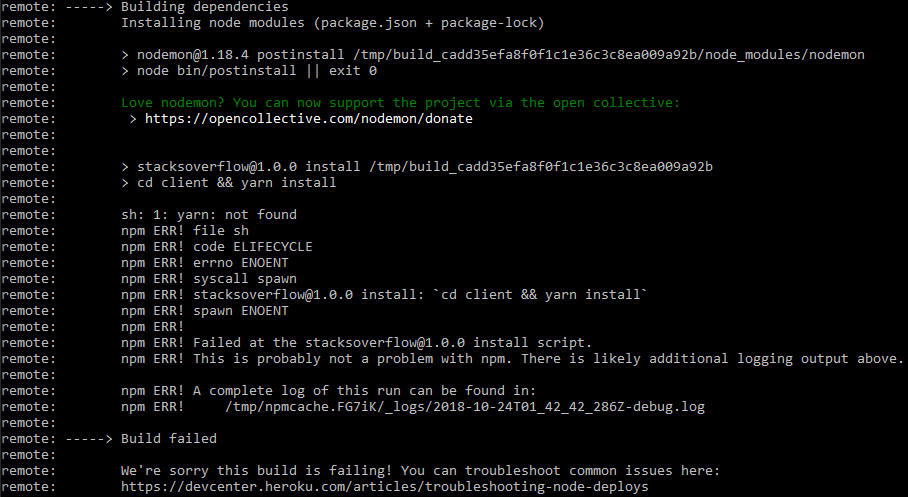 remote: -----> Building dependencies
remote:        Installing node modules (package.json + package-lock)
remote:
remote:        > nodemon@1.18.4 postinstall /tmp/build_cadd35efa8f0f1c1e36c3c8ea009a92b/node_modules/nodemon
remote:        > node bin/postinstall || exit 0
remote:
remote:        Love nodemon? You can now support the project via the open collective:
remote:         > https://opencollective.com/nodemon/donate
remote:
remote:
remote:        > stacksoverflow@1.0.0 install /tmp/build_cadd35efa8f0f1c1e36c3c8ea009a92b
remote:        > cd client && yarn install
remote:
remote:        sh: 1: yarn: not found
remote:        npm ERR! file sh
remote:        npm ERR! code ELIFECYCLE
remote:        npm ERR! errno ENOENT
remote:        npm ERR! syscall spawn
remote:        npm ERR! stacksoverflow@1.0.0 install: `cd client && yarn install`
remote:        npm ERR! spawn ENOENT
remote:        npm ERR!
remote:        npm ERR! Failed at the stacksoverflow@1.0.0 install script.
remote:        npm ERR! This is probably not a problem with npm. There is likely additional logging output above.
remote:
remote:        npm ERR! A complete log of this run can be found in:
remote:        npm ERR!     /tmp/npmcache.FG7iK/_logs/2018-10-24T01_42_42_286Z-debug.log
remote:
remote: -----> Build failed
remote:
remote:        We're sorry this build is failing! You can troubleshoot common issues here:
remote:        https://devcenter.heroku.com/articles/troubleshooting-node-deploys